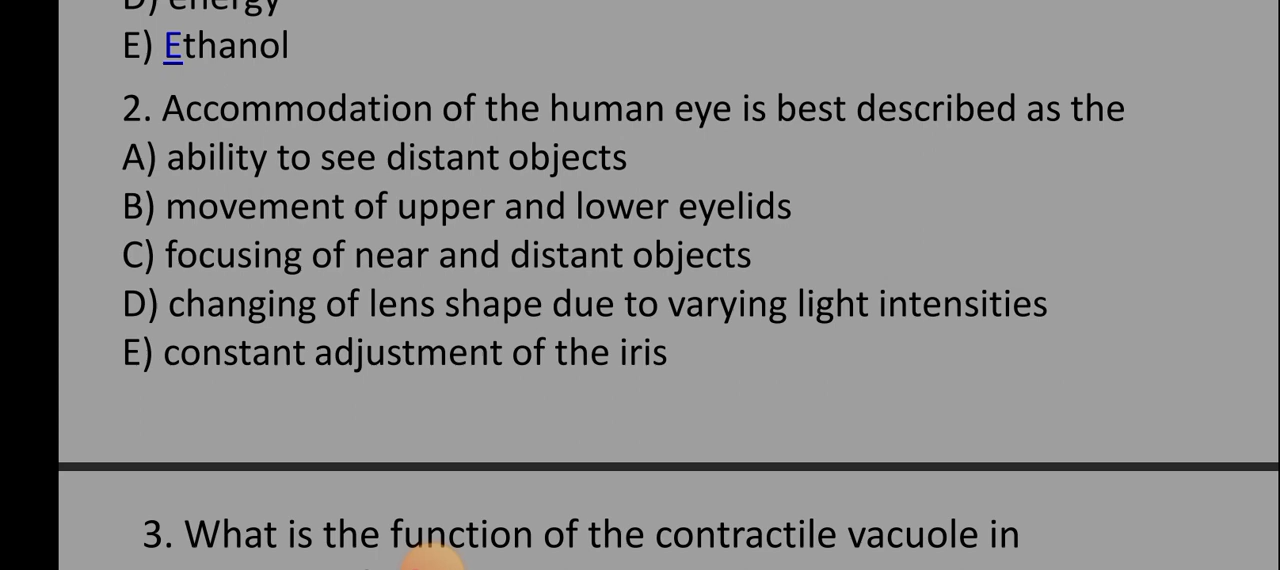 D) energy
E) Ethanol
2. Accommodation of the human eye is best described as the
A) ability to see distant objects
B) movement of upper and lower eyelids
C) focusing of near and distant objects
D) changing of lens shape due to varying light intensities
E) constant adjustment of the iris
3. What is the function of the contractile vacuole in